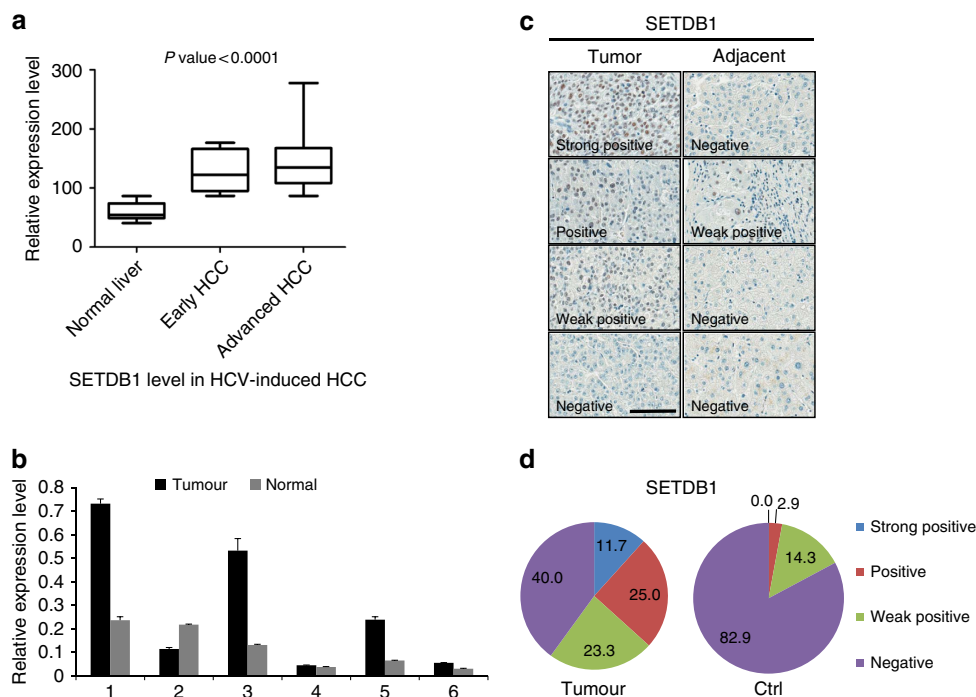 a
P value<0.0001
Relative expression level
300
200
100
0
Normal liver
Early HCC
Advanced HCC
SETDB1 level in HCV-induced HCC
b
Relative expression level
0.8
0.7
0.6
0.5
0.4
0.3
0.2
0.1
0
Tumour
Normal
1 2 3 4 5 6
c
SETDB1
Tumor Adjacent
Strong positive Negative
Positive Weak positive
Weak positive Negative
Negative Negative
d
SETDB1
11.7
25.0
23.3
40.0
Tumour
0.0
2.9
14.3
82.9
Ctrl
Strong positive
Positive
Weak positive
Negative